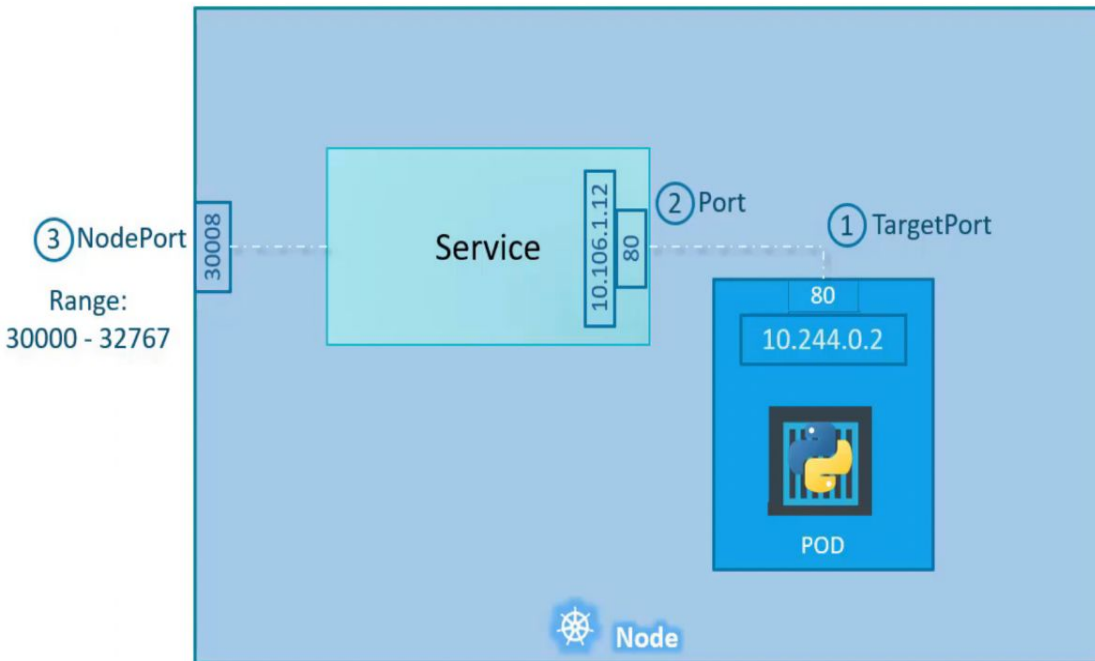 30008
10.106.1.12
80
② Port
③ NodePort
Service
① TargetPort
Range:
30000 - 32767
80
10.244.0.2
POD
Node